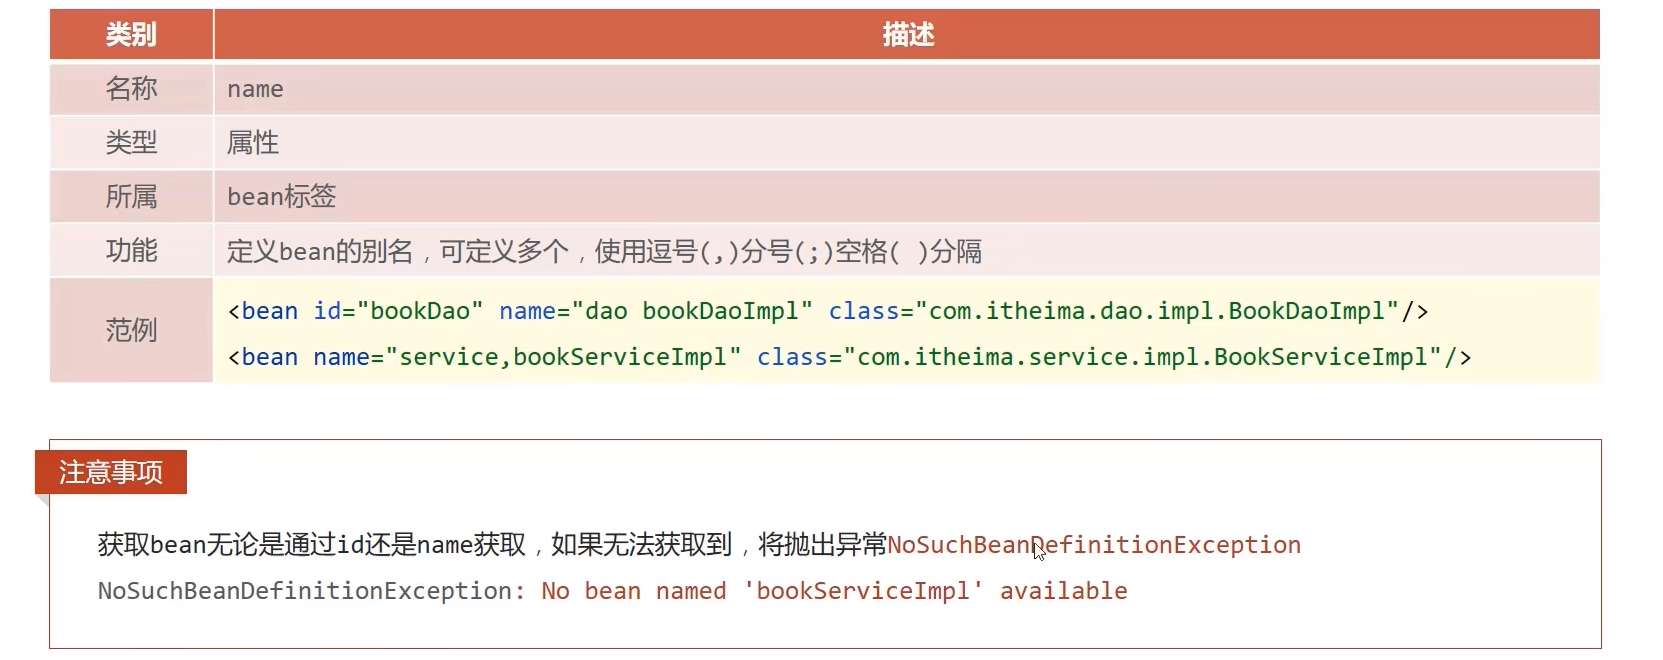 类别 描述
名称 name
类型 属性
所属 bean标签
功能 定义bean的别名，可定义多个，使用逗号(,)分号(;)空格( )分隔
范例
<bean id="bookDao" name="dao bookDaoImpl" class="com.itheima.dao.impl.BookDaoImpl"/>
<bean name="service,bookServiceImpl" class="com.itheima.service.impl.BookServiceImpl"/>
注意事项
获取bean无论是通过id还是name获取，如果无法获取到，将抛出异常NoSuchBeanDefinitionException
NoSuchBeanDefinitionException: No bean named 'bookServiceImpl' available